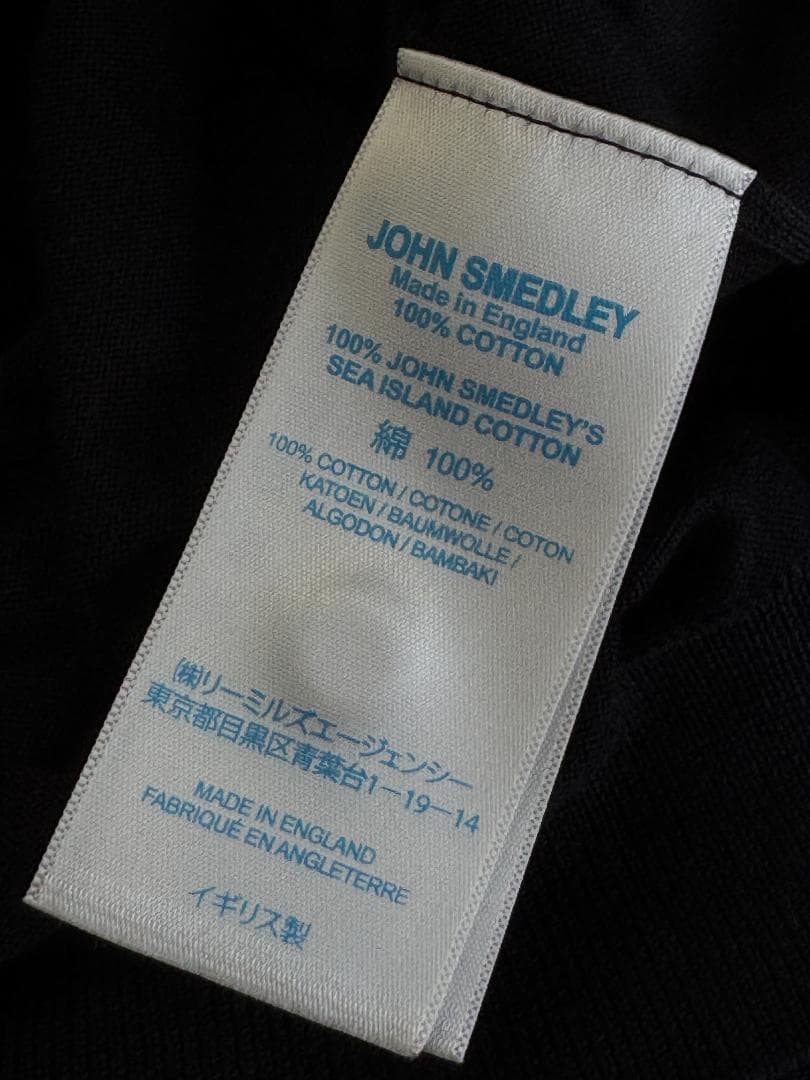 JOHN SMEDLEY
Made in England
100% COTTON
100% JOHN SMEDLEY'S
SEA ISLAND COTTON
綿 100%
100% COTTON / COTONE / COTON
KATOEN / BAUMWOLLE /
ALGODON / BAMBAKI
㈱リーミルズエージェンシー
東京都目黒区青葉台1-19-14
MADE IN ENGLAND
FABRIQUÉ EN ANGLETERRE
イギリス製